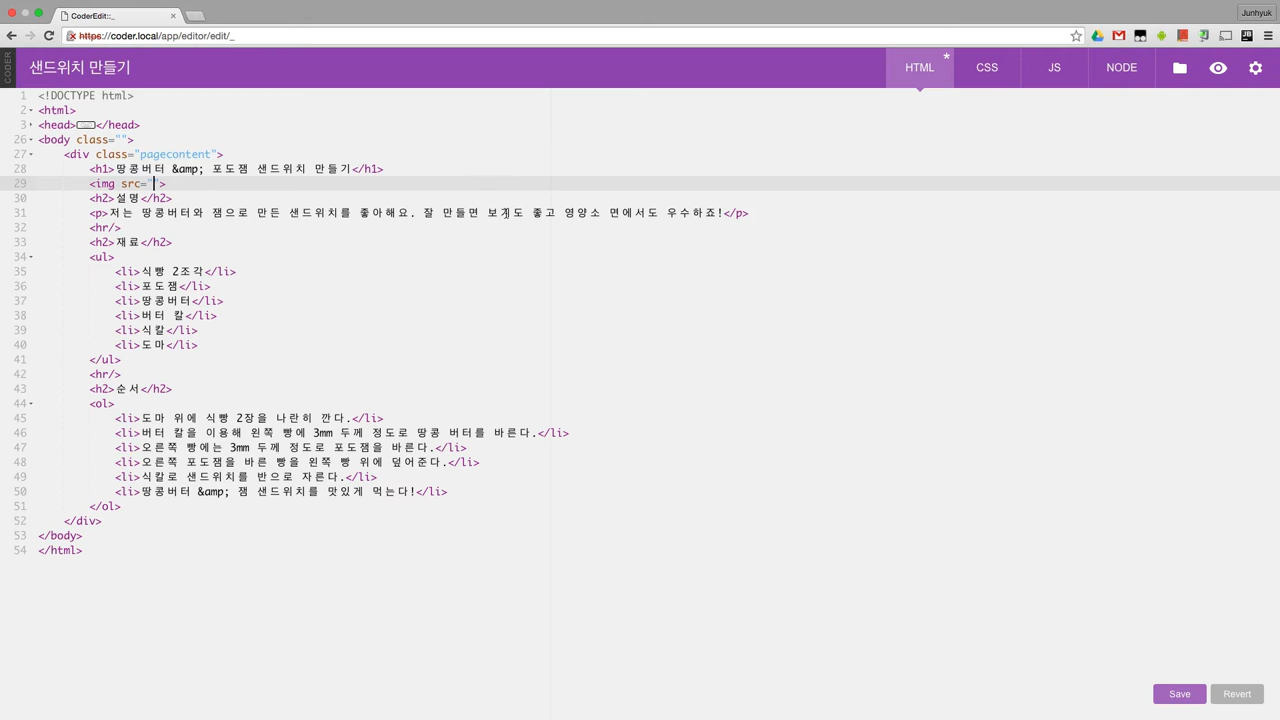 CoderEdit::_
Junhyuk
https://coder.local/app/editor/edit/_
CODER
샌드위치 만들기
HTML *
CSS
JS
NODE
1 <!DOCTYPE html>
2 <html>
3 <head></head>
26 <body class="">
27 <div class="pagecontent">
28 <h1>땅콩버터 &amp; 포도잼 샌드위치 만들기</h1>
29 <img src="">
30 <h2>설명</h2>
31 <p>저는 땅콩버터와 잼으로 만든 샌드위치를 좋아해요. 잘 만들면 보기도 좋고 영양소 면에서도 우수하죠!</p>
32 <hr/>
33 <h2>재료</h2>
34 <ul>
35 <li>식빵 2조각</li>
36 <li>포도잼</li>
37 <li>땅콩버터</li>
38 <li>버터 칼</li>
39 <li>식칼</li>
40 <li>도마</li>
41 </ul>
42 <hr/>
43 <h2>순서</h2>
44 <ol>
45 <li>도마 위에 식빵 2장을 나란히 깐다.</li>
46 <li>버터 칼을 이용해 왼쪽 빵에 3mm 두께 정도로 땅콩 버터를 바른다.</li>
47 <li>오른쪽 빵에는 3mm 두께 정도로 포도잼을 바른다.</li>
48 <li>오른쪽 포도잼을 바른 빵을 왼쪽 빵 위에 덮어준다.</li>
49 <li>식칼로 샌드위치를 반으로 자른다.</li>
50 <li>땅콩버터 &amp; 잼 샌드위치를 맛있게 먹는다!</li>
51 </ol>
52 </div>
53 </body>
54 </html>
Save
Revert